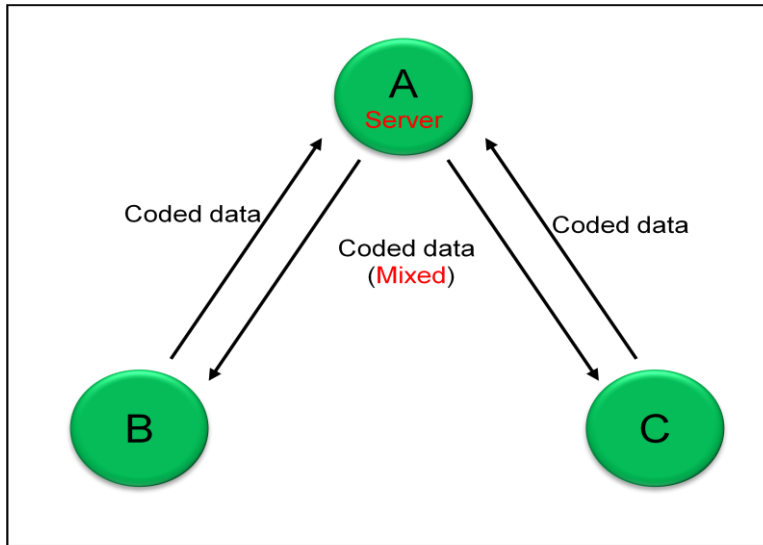 A
Server
Coded data
Coded data
(Mixed)
Coded data
B
C